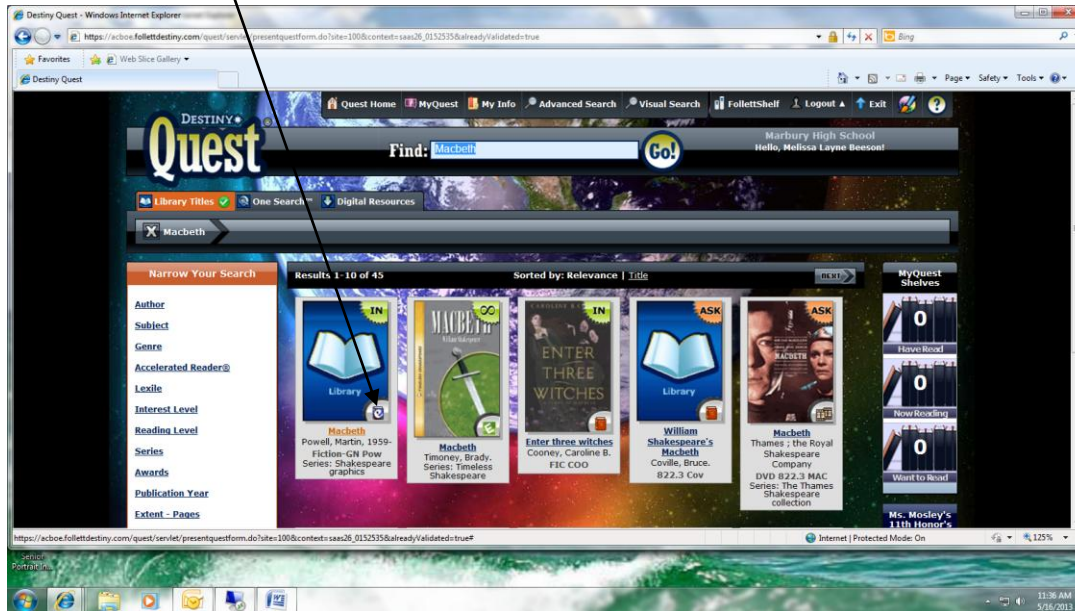 Destiny Quest - Windows Internet Explorer
https://acboe.follettdestiny.com/quest/servlet/presentquestform.do?site=100&context=saas26_0152535&alreadyValidated=true
Bing
Favorites
Web Slice Gallery
Destiny Quest
Page
Safety
Tools
Quest Home
MyQuest
My Info
Advanced Search
Visual Search
FollettShelf
Logout
Exit
DESTINY
Quest
Find:
Macbeth
Go!
Marbury High School
Hello, Melissa Layne Beeson!
Library Titles
One Search
Digital Resources
X Macbeth
Narrow Your Search
Author
Subject
Genre
Accelerated Reader®
Lexile
Interest Level
Reading Level
Series
Awards
Publication Year
Extent - Pages
Results 1-10 of 45
Sorted by: Relevance | Title
NEXT
IN
Library
Macbeth
Powell, Martin, 1959-
Fiction-GN Pow
Series: Shakespeare
graphics
MACBETH
William Shakespeare
Macbeth
Timoney, Brady.
Series: Timeless
Shakespeare
IN
ENTER
THREE
WITCHES
Enter three witches
Cooney, Caroline B.
FIC COO
ASK
Library
William
Shakespeare's
Macbeth
Coville, Bruce.
822.3 Cov
ASK
MACBETH
Macbeth
Thames ; the Royal
Shakespeare
Company
DVD 822.3 MAC
Series: The Thames
Shakespeare
collection
MyQuest
Shelves
0
Have Read
0
Now Reading
0
Want to Read
Ms. Mosley's
11th Honor's
https://acboe.follettdestiny.com/quest/servlet/presentquestform.do?site=100&context=saas26_0152535&alreadyValidated=true#
Internet | Protected Mode: On
125%
Senior
Portrait In...
11:36 AM
5/16/2013